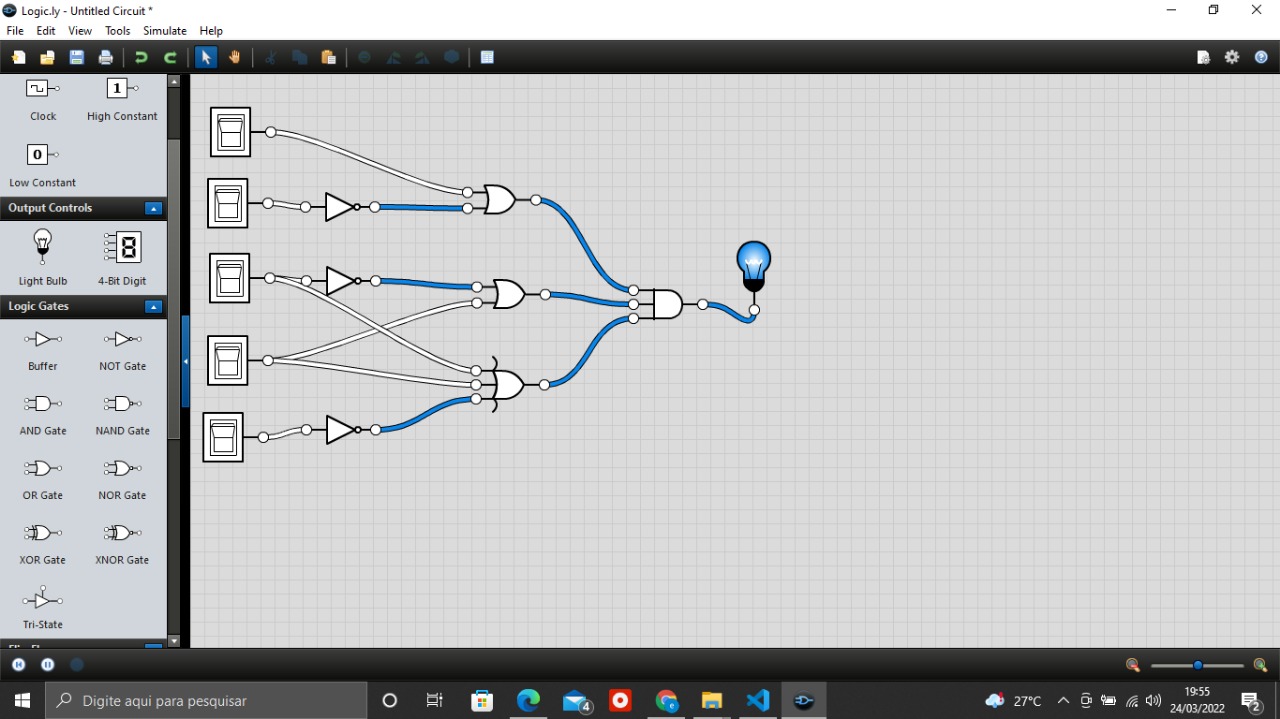 Logic.ly - Untitled Circuit *
File Edit View Tools Simulate Help
1
Clock High Constant
0
Low Constant
Output Controls
8
Light Bulb 4-Bit Digit
Logic Gates
Buffer NOT Gate
AND Gate NAND Gate
OR Gate NOR Gate
XOR Gate XNOR Gate
Tri-State
Digite aqui para pesquisar
4
27°C
19:55
24/03/2022
2